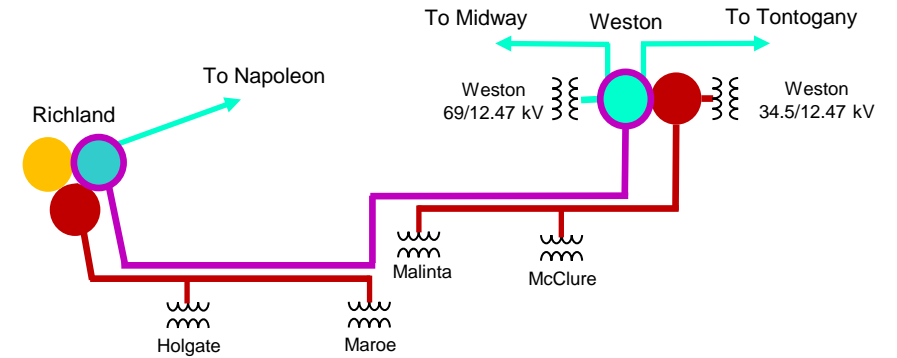 To Midway
Weston
To Tontogany
To Napoleon
Weston
69/12.47 kV
Weston
34.5/12.47 kV
Richland
Malinta
McClure
Holgate
Maroe